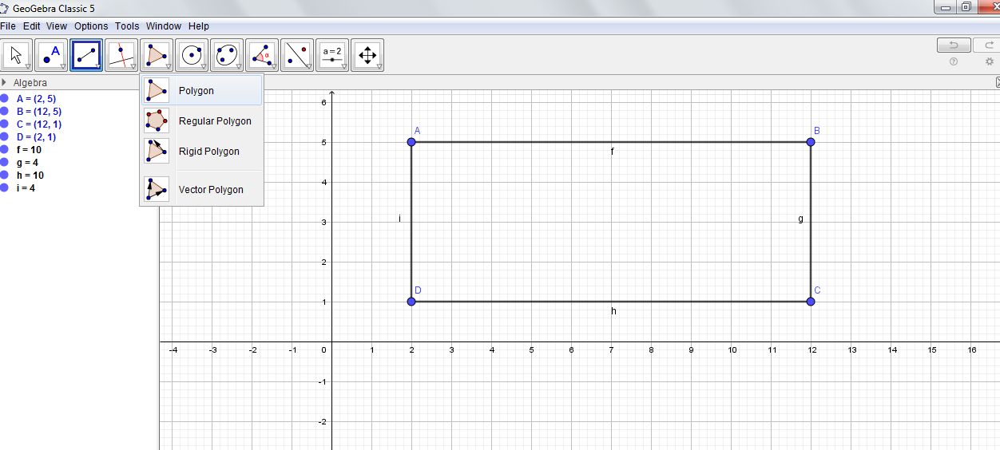 GeoGebra Classic 5
File Edit View Options Tools Window Help
A
α
a=2
Algebra
A = (2, 5)
B = (12, 5)
C = (12, 1)
D = (2, 1)
f = 10
g = 4
h = 10
i = 4
Polygon
Regular Polygon
Rigid Polygon
Vector Polygon
6
5
4
3
2
1
-1
-2
-4 -3 -2 -1 0 1 2 3 4 5 6 7 8 9 10 11 12 13 14 15 16
A
B
f
i
g
D
C
h